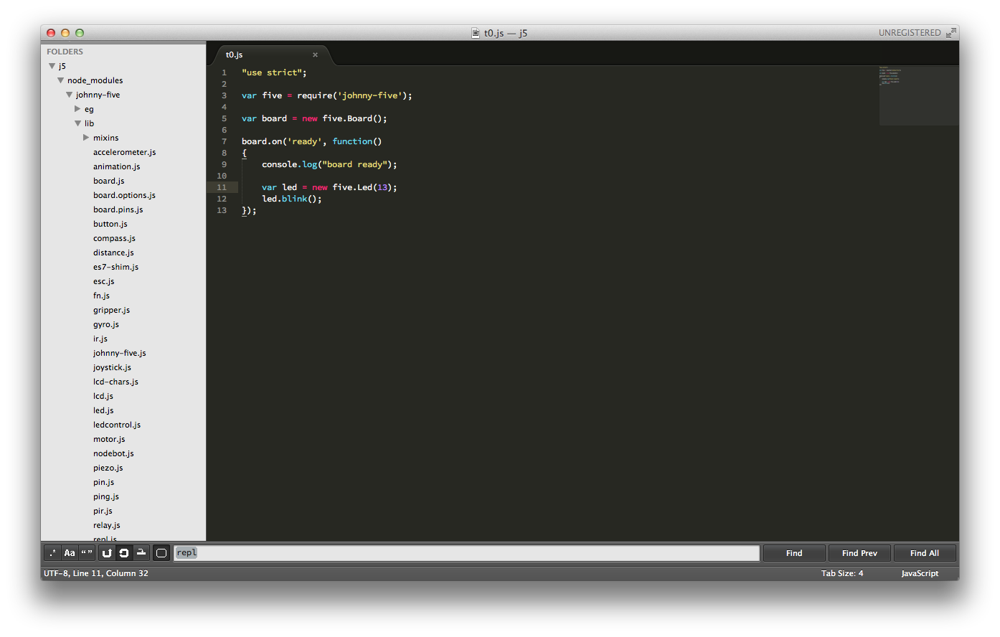 t0.js — j5
UNREGISTERED
FOLDERS
j5
node_modules
johnny-five
eg
lib
mixins
accelerometer.js
animation.js
board.js
board.options.js
board.pins.js
button.js
compass.js
distance.js
es7-shim.js
esc.js
fn.js
gripper.js
gyro.js
ir.js
johnny-five.js
joystick.js
lcd-chars.js
lcd.js
led.js
ledcontrol.js
motor.js
nodebot.js
piezo.js
pin.js
ping.js
pir.js
relay.js
repl.js
t0.js ×
1 "use strict";
2
3 var five = require('johnny-five');
4
5 var board = new five.Board();
6
7 board.on('ready', function()
8 {
9 console.log("board ready");
10
11 var led = new five.Led(13);
12 led.blink();
13 });
.* Aa “ ” repl Find Find Prev Find All
UTF-8, Line 11, Column 32 Tab Size: 4 JavaScript